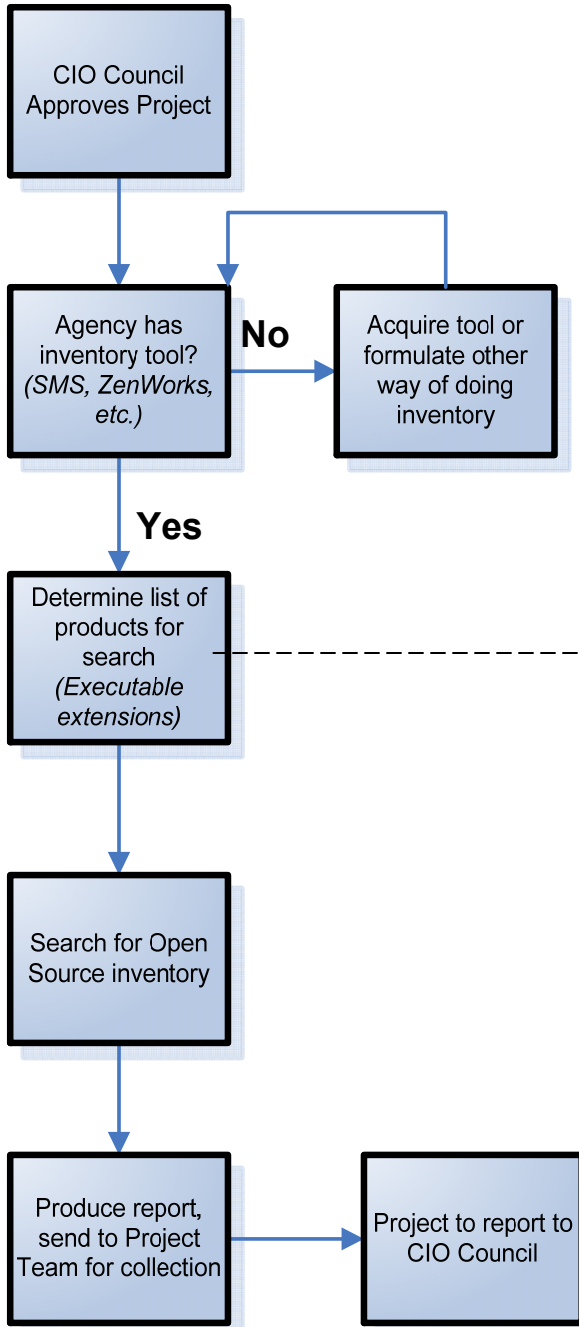 CIO Council
Approves Project
Agency has
inventory tool?
(SMS, ZenWorks,
etc.)
No
Acquire tool or
formulate other
way of doing
inventory
Yes
Determine list of
products for
search
(Executable
extensions)
Search for Open
Source inventory
Produce report,
send to Project
Team for collection
Project to report to
CIO Council